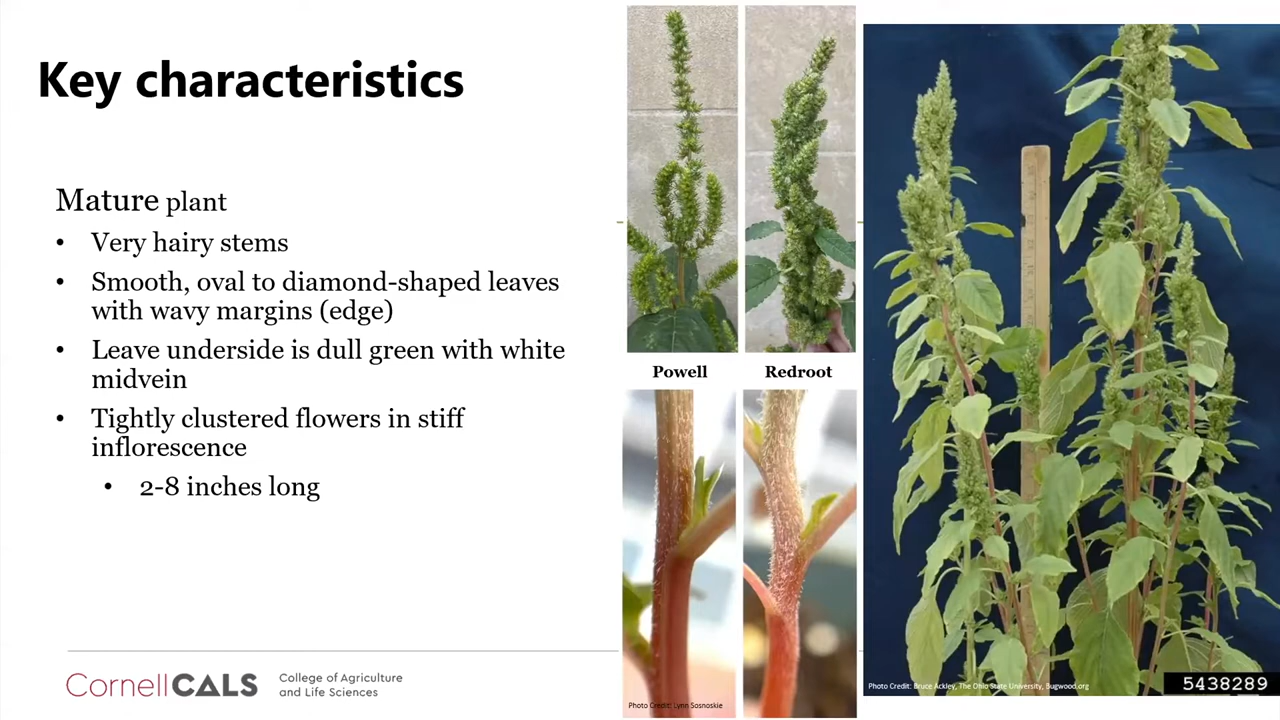 Key characteristics
Mature plant
• Very hairy stems
• Smooth, oval to diamond-shaped leaves
with wavy margins (edge)
• Leave underside is dull green with white
midvein
• Tightly clustered flowers in stiff
inflorescence
• 2-8 inches long
Powell
Redroot
CornellCALS
College of Agriculture
and Life Sciences
Photo Credit: Lynn Sosnoskie
Photo Credit: Bruce Ackley, The Ohio State University, Bugwood.org
5438289